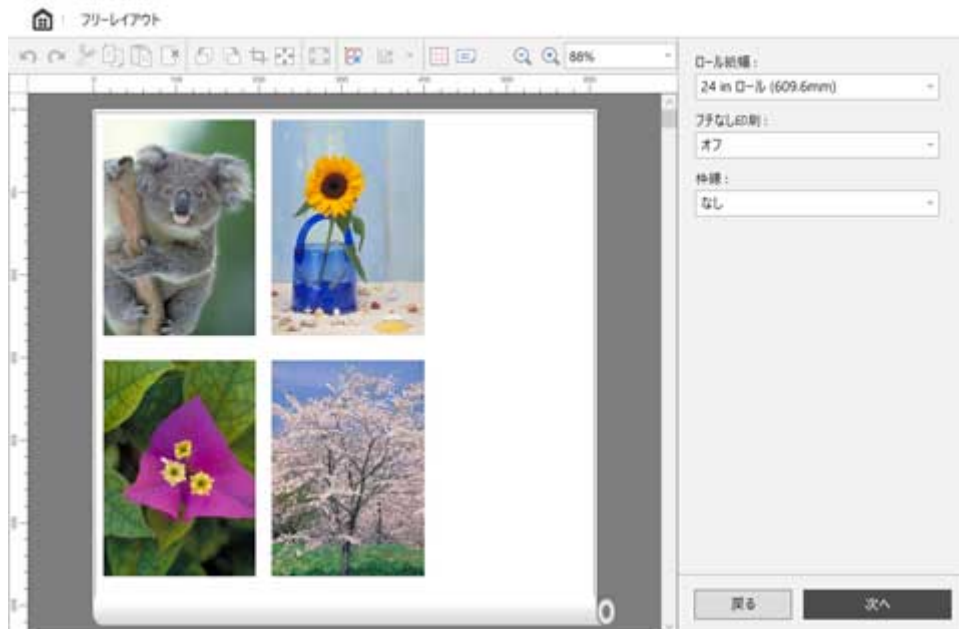 フリーレイアウト
88%
ロール紙幅：
24 in ロール (609.6mm)
フチなし印刷：
オフ
枠線：
なし
戻る
次へ